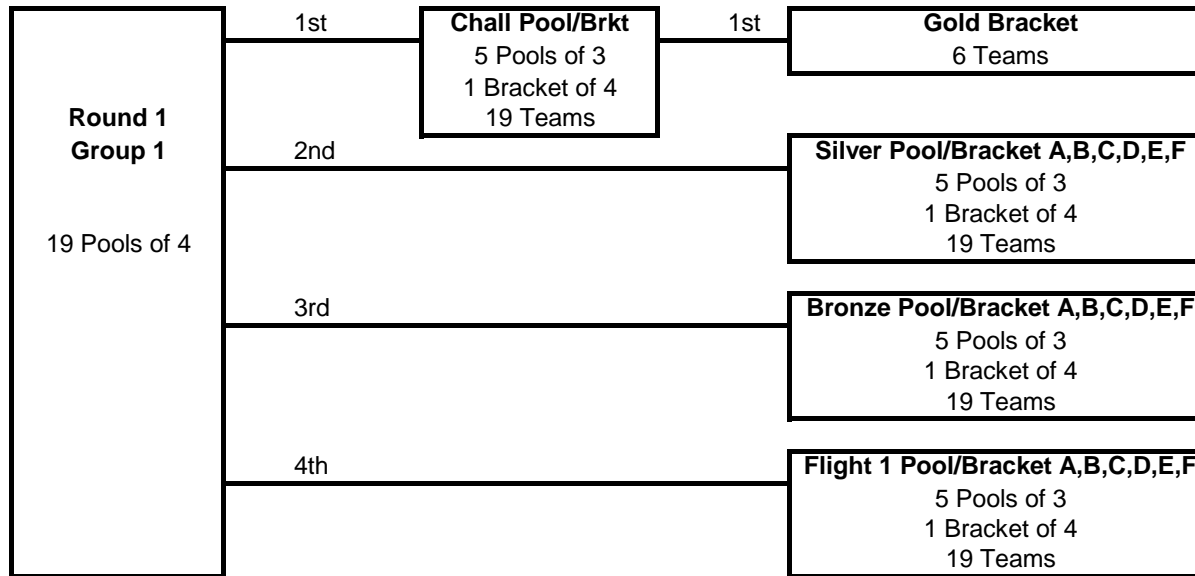 1st
Chall Pool/Brkt
5 Pools of 3
1 Bracket of 4
19 Teams
1st
Gold Bracket
6 Teams
Round 1
Group 1
19 Pools of 4
2nd
Silver Pool/Bracket A,B,C,D,E,F
5 Pools of 3
1 Bracket of 4
19 Teams
3rd
Bronze Pool/Bracket A,B,C,D,E,F
5 Pools of 3
1 Bracket of 4
19 Teams
4th
Flight 1 Pool/Bracket A,B,C,D,E,F
5 Pools of 3
1 Bracket of 4
19 Teams